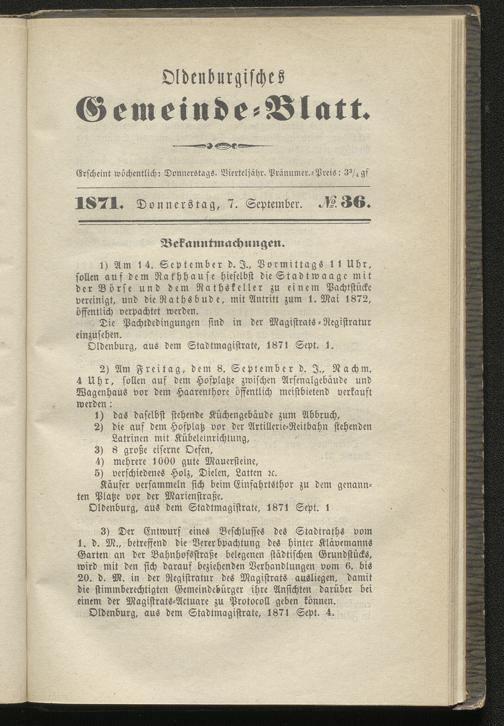 Oldenburgisches
Gemeinde-Blatt.
Erscheint wöchentlich: Donnerstags. Vierteljähr. Pränumer.-Preis: 3³/₄ gf
1871. Donnerstag, 7. September. № 36.
Bekanntmachungen.
1) Am 14. September d. J., Vormittags 11 Uhr,
sollen auf dem Rathhause hieselbst die Stadtwaage mit
der Börse und dem Rathskeller zu einem Pachtstücke
vereinigt, und die Rathsbude, mit Antritt zum 1. Mai 1872,
öffentlich verpachtet werden.
Die Pachtbedingungen sind in der Magistrats-Registratur
einzusehen.
Oldenburg, aus dem Stadtmagistrate, 1871 Sept. 1.
2) Am Freitag, dem 8. September d. J., Nachm.
4 Uhr, sollen auf dem Hofplatze zwischen Arsenalgebäude und
Wagenhaus vor dem Haarenthore öffentlich meistbietend verkauft
werden:
1) das daselbst stehende Küchengebäude zum Abbruch,
2) die auf dem Hofplatz vor der Artillerie-Reitbahn stehenden
Latrinen mit Kübeleinrichtung,
3) 8 große eiserne Oefen,
4) mehrere 1000 gute Mauersteine,
5) verschiedenes Holz, Dielen, Latten ꝛc.
Käufer versammeln sich beim Einfahrtsthor zu dem genann-
ten Platze vor der Marienstraße.
Oldenburg, aus dem Stadtmagistrate, 1871 Sept. 1
3) Der Entwurf eines Beschlusses des Stadtraths vom
1. d. M., betreffend die Vererbpachtung des hinter Klävemanns
Garten an der Bahnhofsstraße belegenen städtischen Grundstücks,
wird mit den sich darauf beziehenden Verhandlungen vom 6. bis
20. d. M. in der Registratur des Magistrats ausliegen, damit
die stimmberechtigten Gemeindebürger ihre Ansichten darüber bei
einem der Magistrats-Actuare zu Protocoll geben können.
Oldenburg, aus dem Stadtmagistrate, 1871 Sept. 4.